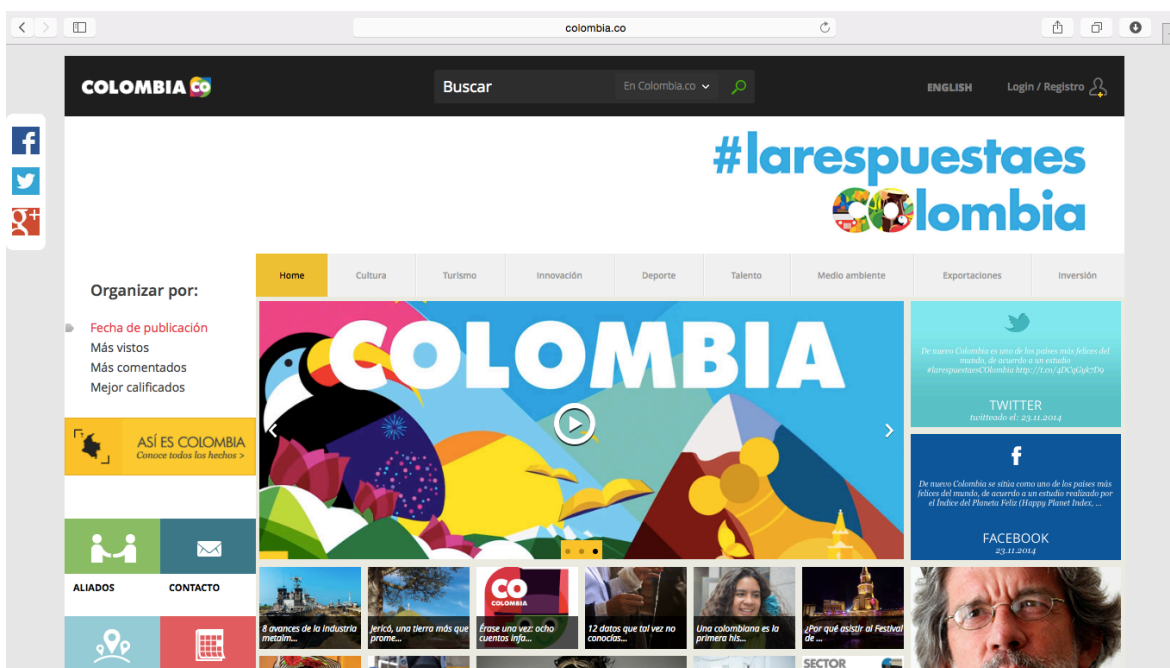 colombia.co
COLOMBIA CO
Buscar
En Colombia.co
ENGLISH
Login / Registro
f
g+
#larespuestaes
COlombia
Organizar por:
Fecha de publicación
Más vistos
Más comentados
Mejor calificados
ASÍ ES COLOMBIA
Conoce todos los hechos >
ALIADOS
CONTACTO
Home
Cultura
Turismo
Innovación
Deporte
Talento
Medio ambiente
Exportaciones
Inversión
COLOMBIA
De nuevo Colombia es uno de los países más felices del
mundo, de acuerdo a un estudio
#larespuestaesCOlombia http://t.co/4DCqGyk7D9
TWITTER
twitteado el: 23.11.2014
f
De nuevo Colombia se sitúa como uno de los países más
felices del mundo, de acuerdo a un estudio realizado por
el Índice del Planeta Feliz (Happy Planet Index, ...
FACEBOOK
23.11.2014
8 avances de la industria
metalm...
Jericó, una tierra más que
prome...
CO
COLOMBIA
Érase una vez: ocho
cuentos infa...
12 datos que tal vez no
conocías...
Una colombiana es la
primera his...
¿Por qué asistir al Festival
de ...
SECTOR